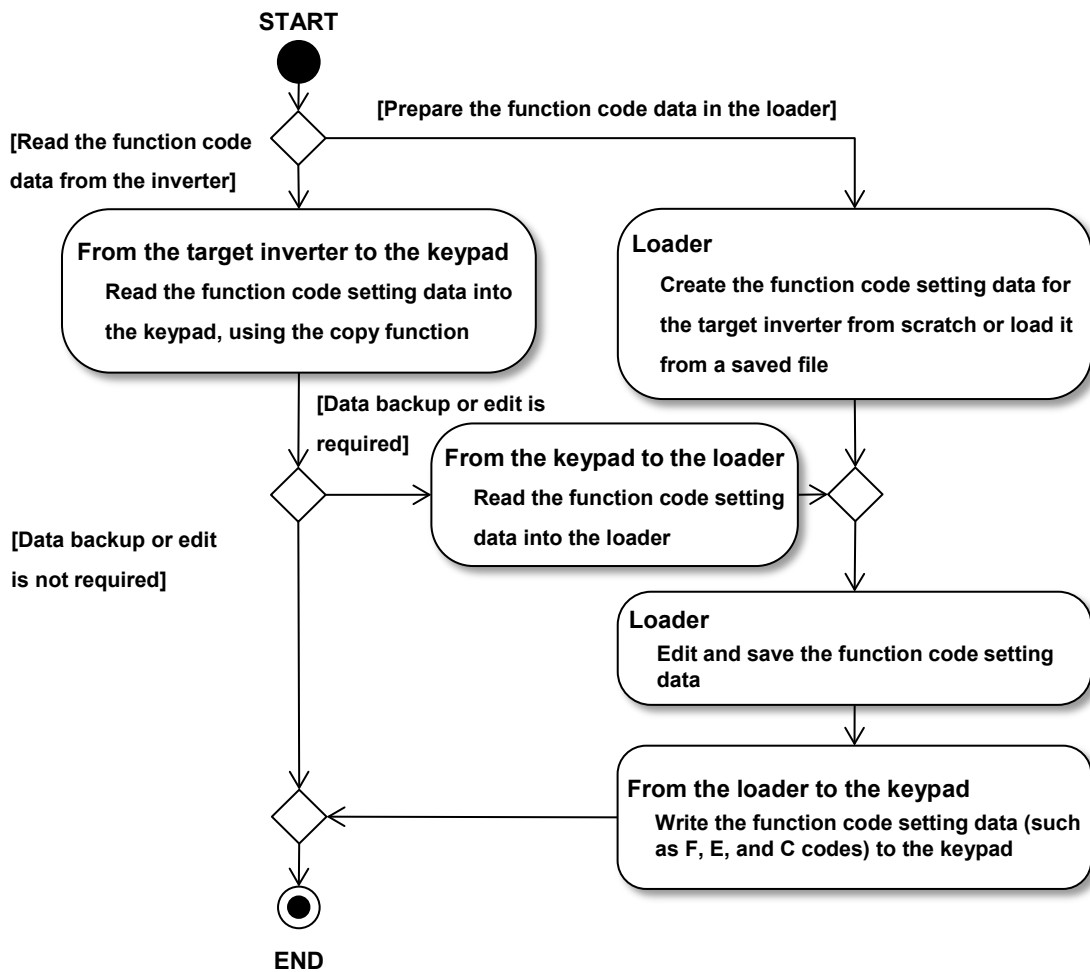 START
[Prepare the function code data in the loader]
[Read the function code
data from the inverter]
From the target inverter to the keypad
Read the function code setting data into
the keypad, using the copy function
Loader
Create the function code setting data for
the target inverter from scratch or load it
from a saved file
[Data backup or edit is
required]
From the keypad to the loader
Read the function code setting
data into the loader
[Data backup or edit
is not required]
Loader
Edit and save the function code setting
data
From the loader to the keypad
Write the function code setting data (such
as F, E, and C codes) to the keypad
END